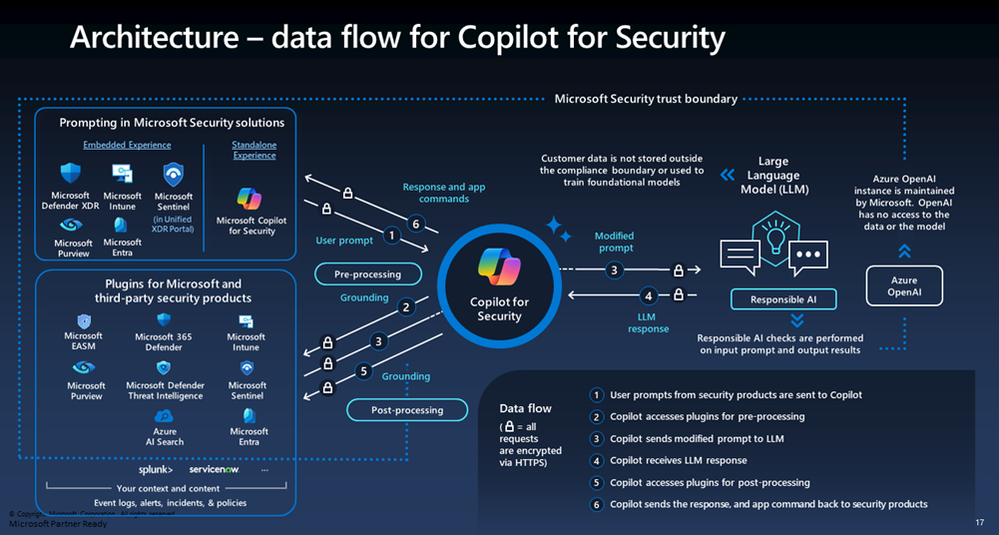 Architecture – data flow for Copilot for Security
Microsoft Security trust boundary
Prompting in Microsoft Security solutions
Embedded Experience
Standalone
Experience
Microsoft
Defender XDR
Microsoft
Intune
Microsoft
Sentinel
(in Unified
XDR Portal)
Microsoft
Purview
Microsoft
Entra
Microsoft Copilot
for Security
Plugins for Microsoft and
third-party security products
Microsoft
EASM
Microsoft 365
Defender
Microsoft
Intune
Microsoft
Purview
Microsoft Defender
Threat Intelligence
Microsoft
Sentinel
Azure
AI Search
Microsoft
Entra
splunk>
servicenow
...
Your context and content
Event logs, alerts, incidents, & policies
Response and app
commands
6
1
User prompt
Pre-processing
Grounding
2
3
5
Grounding
Post-processing
Copilot for
Security
Customer data is not stored outside
the compliance boundary or used to
train foundational models
Modified
prompt
3
4
LLM
response
Large
Language
Model (LLM)
Responsible AI
Responsible AI checks are performed
on input prompt and output results
Azure OpenAI
instance is maintained
by Microsoft. OpenAI
has no access to the
data or the model
Azure
OpenAI
Data flow
( = all
requests
are encrypted
via HTTPS)
1 User prompts from security products are sent to Copilot
2 Copilot accesses plugins for pre-processing
3 Copilot sends modified prompt to LLM
4 Copilot receives LLM response
5 Copilot accesses plugins for post-processing
6 Copilot sends the response, and app command back to security products
© Copyright Microsoft Corporation. All rights reserved.
Microsoft Partner Ready
17